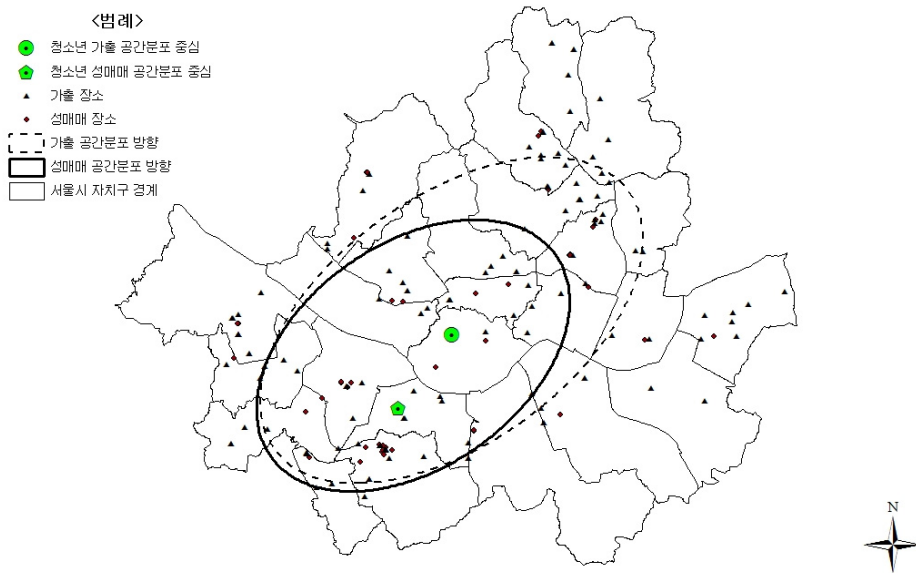 <범례>
청소년 가출 공간분포 중심
청소년 성매매 공간분포 중심
가출 장소
성매매 장소
가출 공간분포 방향
성매매 공간분포 방향
서울시 자치구 경계
N